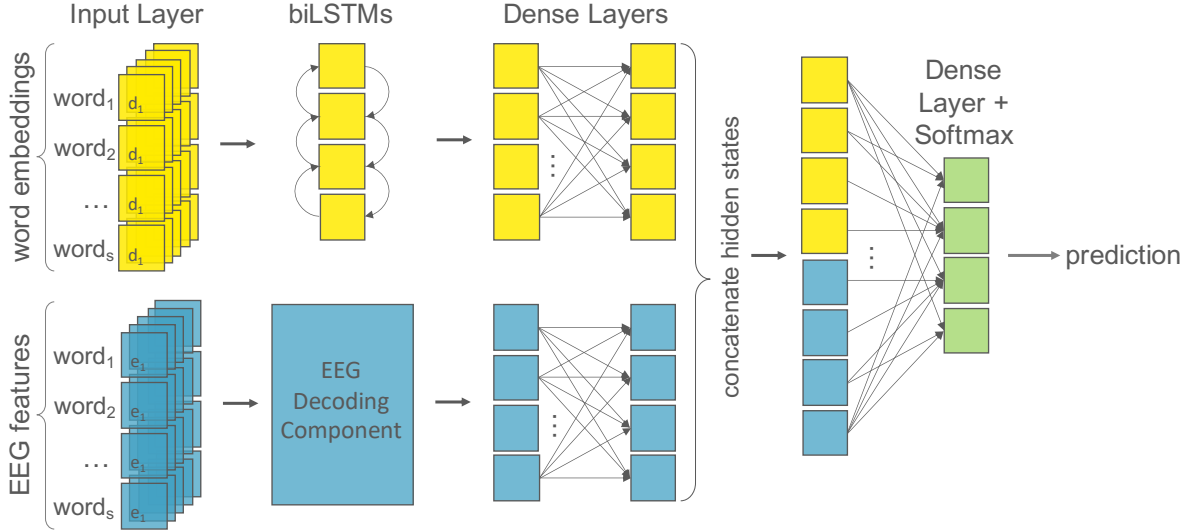 Input Layer
biLSTMs
Dense Layers
word embeddings
word₁
d₁
word₂
d₁
...
d₁
wordₛ
d₁
...
concatenate hidden states
...
Dense
Layer +
Softmax
prediction
EEG features
word₁
e₁
word₂
e₁
...
e₁
wordₛ
e₁
EEG
Decoding
Component
...